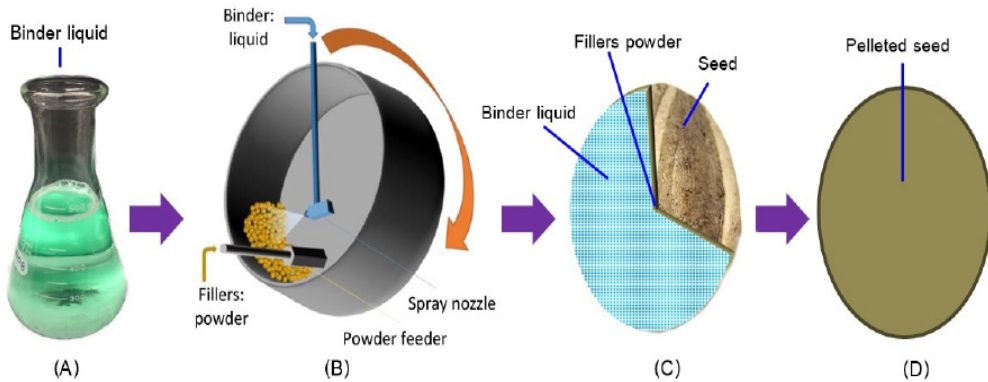 Binder liquid
(A)
Binder:
liquid
Fillers:
powder
Spray nozzle
Powder feeder
(B)
Fillers powder
Seed
Binder liquid
(C)
Pelleted seed
(D)